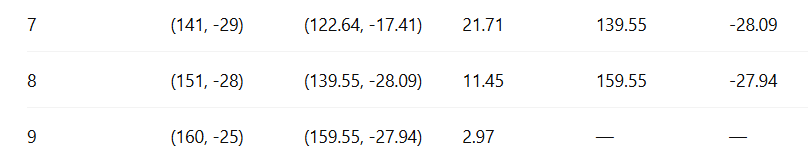 7 (141, -29) (122.64, -17.41) 21.71 139.55 -28.09
8 (151, -28) (139.55, -28.09) 11.45 159.55 -27.94
9 (160, -25) (159.55, -27.94) 2.97 — —